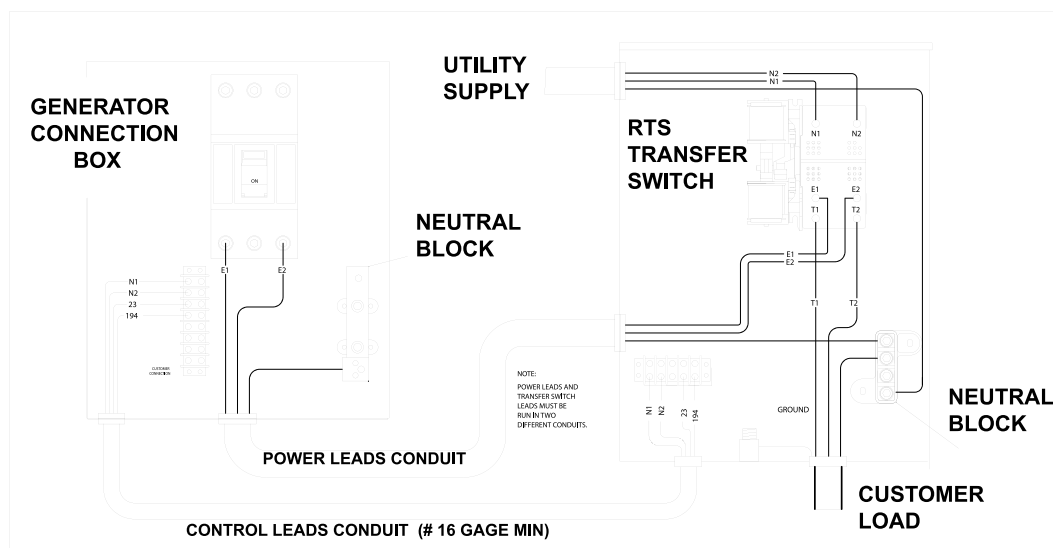 GENERATOR
CONNECTION
BOX
ON
E1
E2
N1
N2
23
194
CUSTOMER
CONNECTION
NEUTRAL
BLOCK
UTILITY
SUPPLY
RTS
TRANSFER
SWITCH
N2
N1
N1
N2
E1
E2
T1
T2
E1
E2
T1
T2
NOTE:
POWER LEADS AND
TRANSFER SWITCH
LEADS MUST BE
RUN IN TWO
DIFFERENT CONDUITS.
N1
N2
23
194
GROUND
NEUTRAL
BLOCK
POWER LEADS CONDUIT
CUSTOMER
LOAD
CONTROL LEADS CONDUIT (# 16 GAGE MIN)